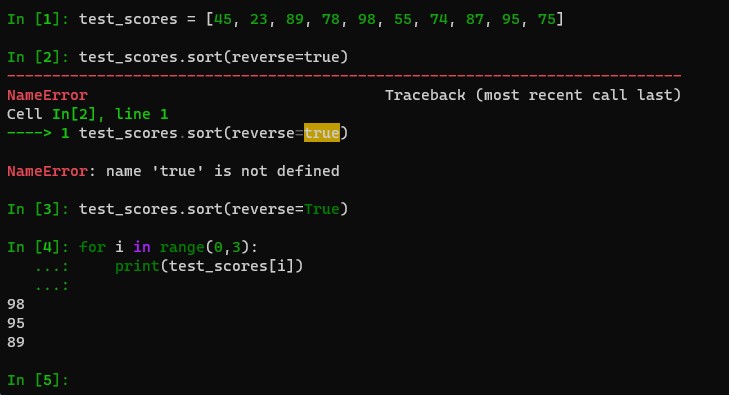 In [1]: test_scores = [45, 23, 89, 78, 98, 55, 74, 87, 95, 75]
In [2]: test_scores.sort(reverse=true)
---------------------------------------------------------------------------
NameError                                 Traceback (most recent call last)
Cell In[2], line 1
----> 1 test_scores.sort(reverse=true)
NameError: name 'true' is not defined
In [3]: test_scores.sort(reverse=True)
In [4]: for i in range(0,3):
   ...:     print(test_scores[i])
   ...:
98
95
89
In [5]: